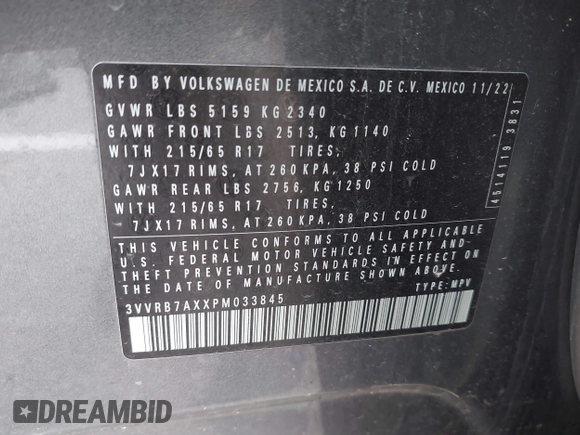 MFD BY VOLKSWAGEN DE MEXICO S.A. DE C.V. MEXICO 11/22
GVWR LBS 5159 KG 2340
GAWR FRONT LBS 2513, KG 1140
WITH 215/65 R17 TIRES,
7JX17 RIMS, AT 260 KPA, 38 PSI COLD
GAWR REAR LBS 2756, KG 1250
WITH 215/65 R17 TIRES,
7JX17 RIMS, AT 260 KPA, 38 PSI COLD
THIS VEHICLE CONFORMS TO ALL APPLICABLE
U.S. FEDERAL MOTOR VEHICLE SAFETY AND-
THEFT PREVENTION STANDARDS IN EFFECT ON
THE DATE OF MANUFACTURE SHOWN ABOVE.
3VVRB7AXXPM033845
TYPE: MPV
4514119 3831
DREAMBID